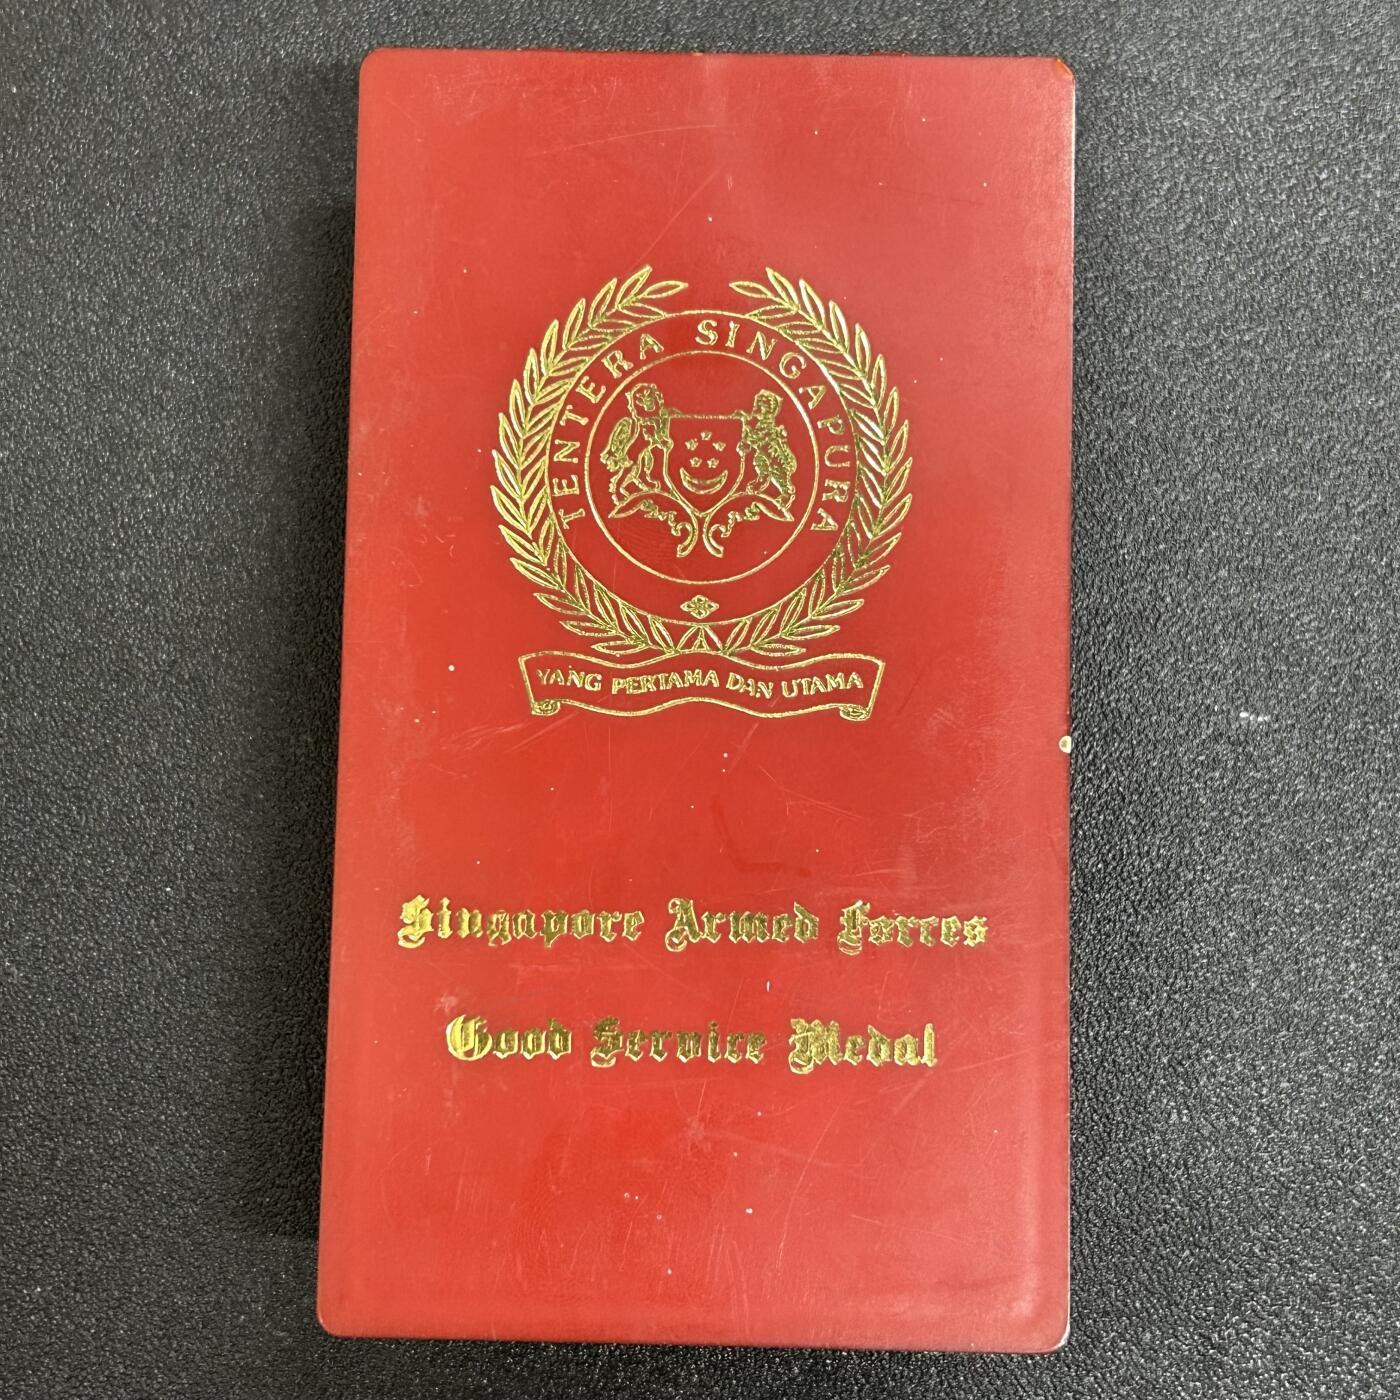 TENTERA SINGAPURA
YANG PERTAMA DAN UTAMA
Singapore Armed Forces
Good Service Medal